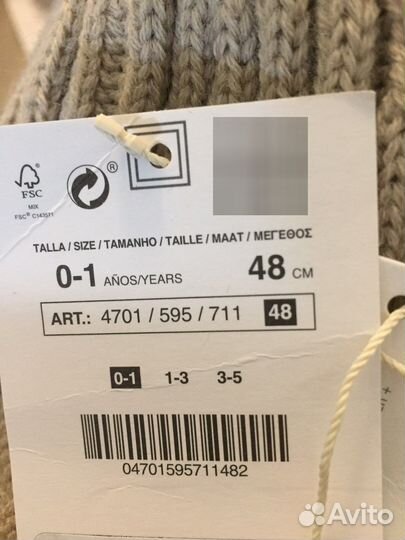 ®
FSC
MIX
FSC® C143571
TALLA / SIZE / TAMANHO / TAILLE / MAAT / ΜΕΓΕΘΟΣ
0-1 AÑOS/YEARS 48 CM
ART.: 4701 / 595 / 711 48
0-1 1-3 3-5
04701595711482
Avito